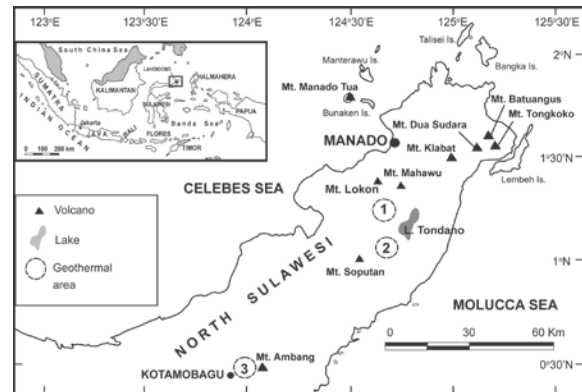 123°E 123,5°E 124°E 124,5°E 125°E 125,5°E
South China Sea
LAHENDONG
HALMAHERA
KALIMANTAN
SUMATRA
SULAWESI
PAPUA
INDIAN OCEAN
Jakarta
JAVA
BALI
Banda Sea
FLORES
TIMOR
0 100 200 km
Talisei Is.
Manterawu Is.
Bangka Is.
Mt. Manado Tua
Bunaken Is.
Mt. Batuangus
Mt. Tongkoko
Mt. Dua Sudara
MANADO
Mt. Klabat
1°30'N
CELEBES SEA
Mt. Mahawu
Mt. Lokon
Lembeh Is.
Volcano
Lake
Geothermal
area
1
L. Tondano
2
1°N
Mt. Soputan
NORTH SULAWESI
MOLUCCA SEA
0 30 60 Km
Mt. Ambang
3
KOTAMOBAGU
0°30'N